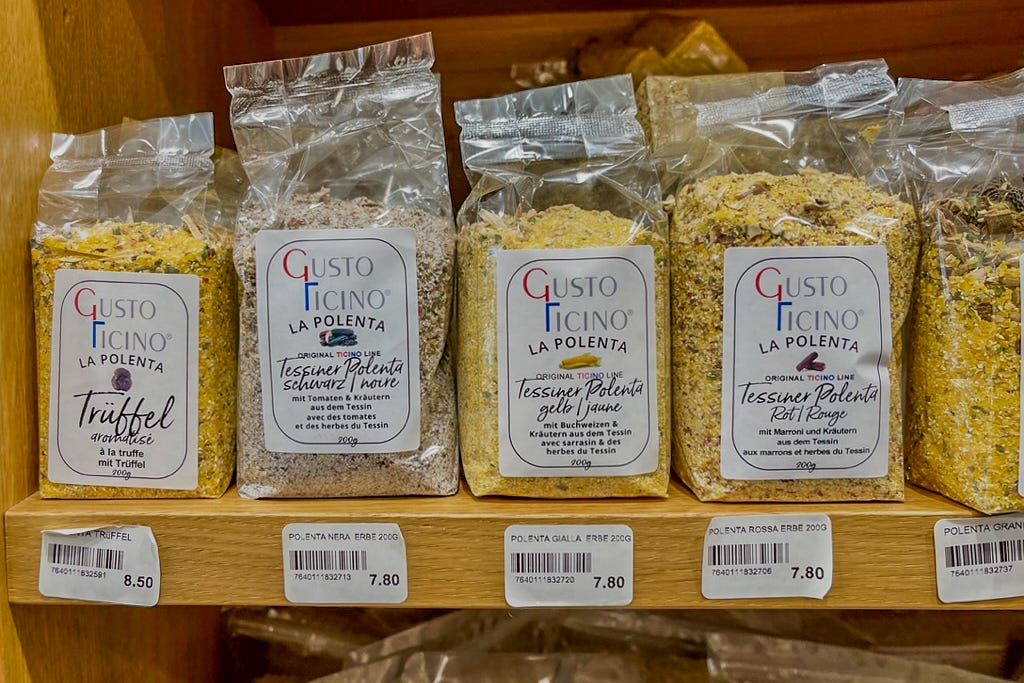 GUSTO
TICINO®
LA POLENTA
Trüffel
aromatisé
à la truffe
mit Trüffel
200g
GUSTO
TICINO®
LA POLENTA
ORIGINAL TICINO LINE
Tessiner Polenta
schwarz | noire
mit Tomaten & Kräutern
aus dem Tessin
avec des tomates
et des herbes du Tessin
200g
GUSTO
TICINO®
LA POLENTA
ORIGINAL TICINO LINE
Tessiner Polenta
gelb | jaune
mit Buchweizen &
Kräutern aus dem Tessin
avec sarrasin & des
herbes du Tessin
200g
GUSTO
TICINO®
LA POLENTA
ORIGINAL TICINO LINE
Tessiner Polenta
Rot | Rouge
mit Marroni und Kräutern
aus dem Tessin
aux marrons et herbes du Tessin
200g
TRÜFFEL
7640111832591
8.50
POLENTA NERA ERBE 200G
7640111832713
7.80
POLENTA GIALLA ERBE 200G
7640111832720
7.80
POLENTA ROSSA ERBE 200G
7640111832706
7.80
POLENTA GRAN
7640111832737